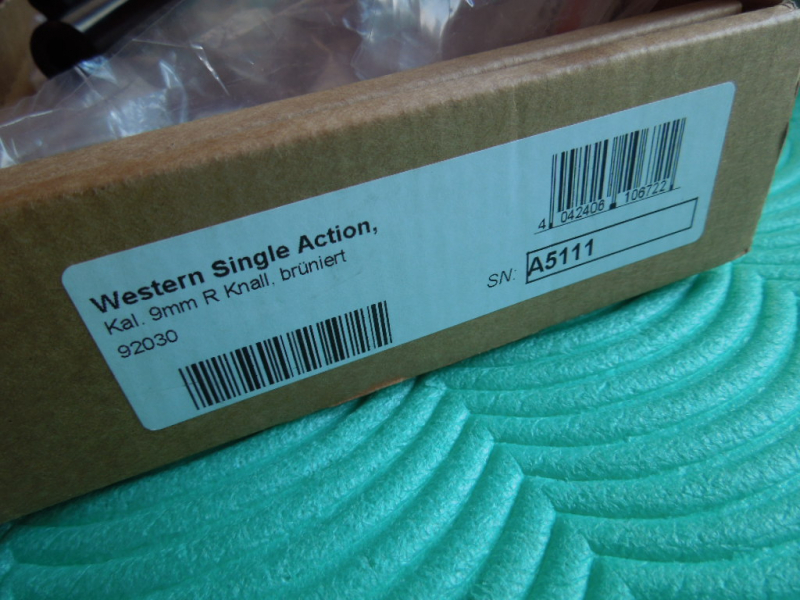 Western Single Action,
Kal. 9mm R Knall, brüniert
92030
4 042406 106722
SN: A5111